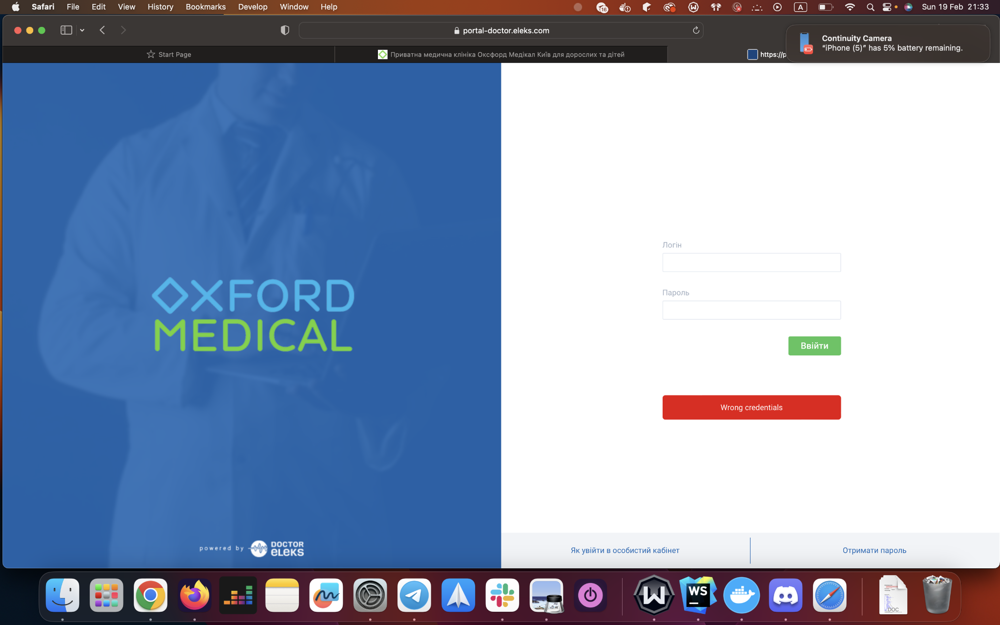 Safari File Edit View History Bookmarks Develop Window Help 16 A Sun 19 Feb 21:33
portal-doctor.eleks.com
Continuity Camera
“iPhone (5)” has 5% battery remaining.
Start Page
Приватна медична клініка Оксфорд Медікал Київ для дорослих та дітей
https://p
Логін
Пароль
Ввійти
Wrong credentials
OXFORD
MEDICAL
powered by DOCTOR
ELEKS
Як увійти в особистий кабінет
Отримати пароль
WS
DOC